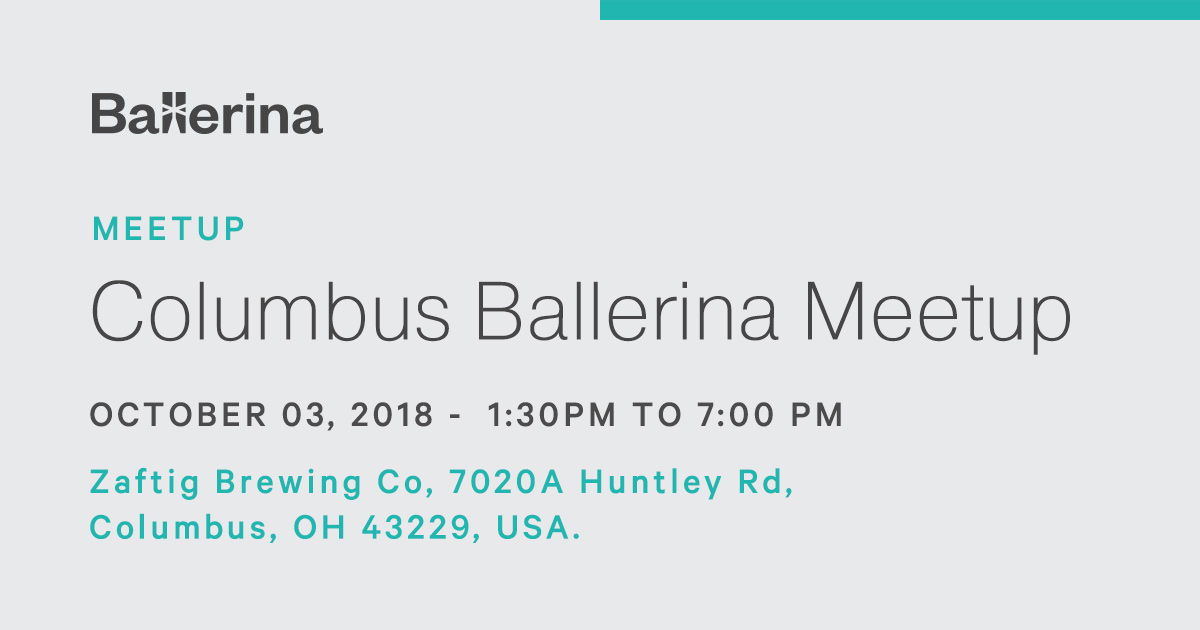 Ballerina
MEETUP
Columbus Ballerina Meetup
OCTOBER 03, 2018 - 1:30PM TO 7:00 PM
Zaftig Brewing Co, 7020A Huntley Rd,
Columbus, OH 43229, USA.